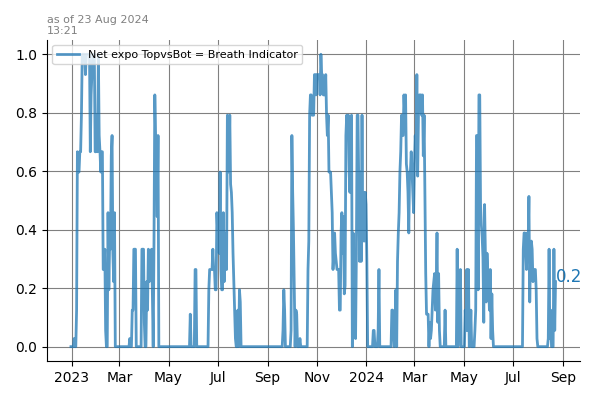 as of 23 Aug 2024
13:21
Net expo TopvsBot = Breath Indicator
1.0
0.8
0.6
0.4
0.2
0.0
0.2
2023 Mar May Jul Sep Nov 2024 Mar May Jul Sep